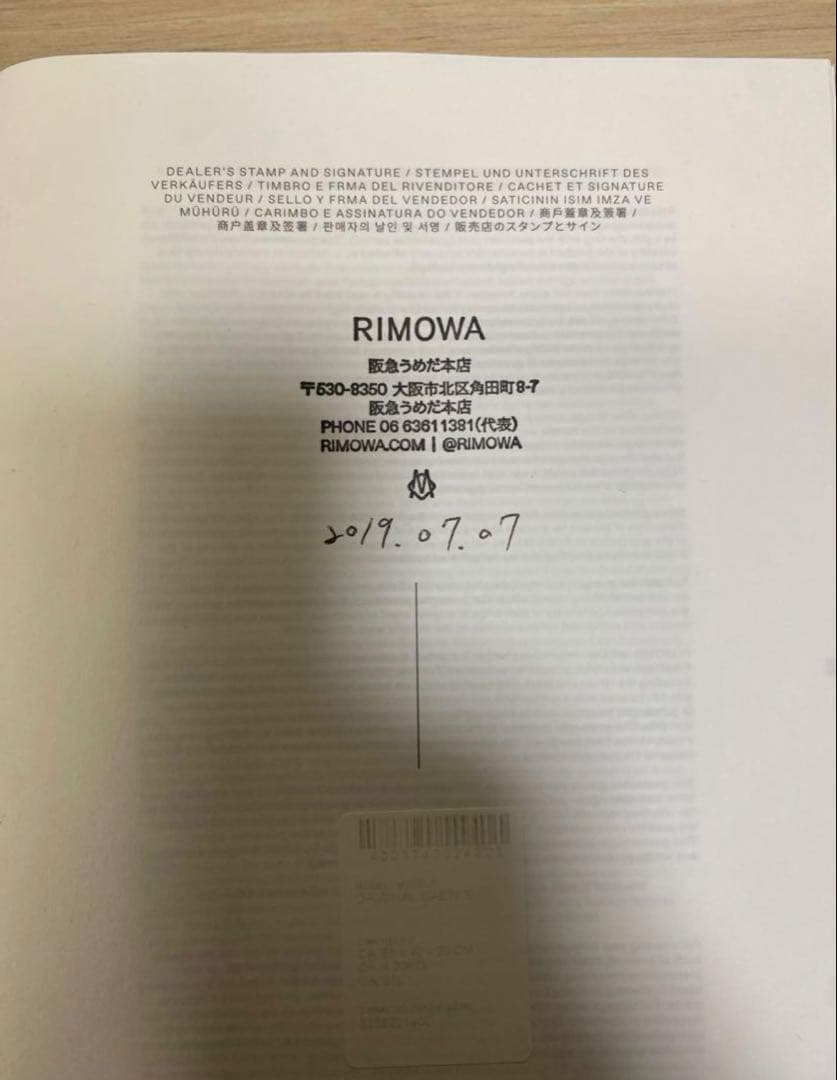 DEALER'S STAMP AND SIGNATURE / STEMPEL UND UNTERSCHRIFT DES
VERKÄUFERS / TIMBRO E FRMA DEL RIVENDITORE / CACHET ET SIGNATURE
DU VENDEUR / SELLO Y FRMA DEL VENDEDOR / SATICININ ISIM IMZA VE
MÜHÜRÜ / CARIMBO E ASSINATURA DO VENDEDOR / 商戶蓋章及簽署 /
商户盖章及签署 / 판매자의 날인 및 서명 / 販売店のスタンプとサイン
RIMOWA
阪急うめだ本店
〒530-8350 大阪市北区角田町8-7
阪急うめだ本店
PHONE 06 63611381(代表)
RIMOWA.COM | @RIMOWA
2019.07.07